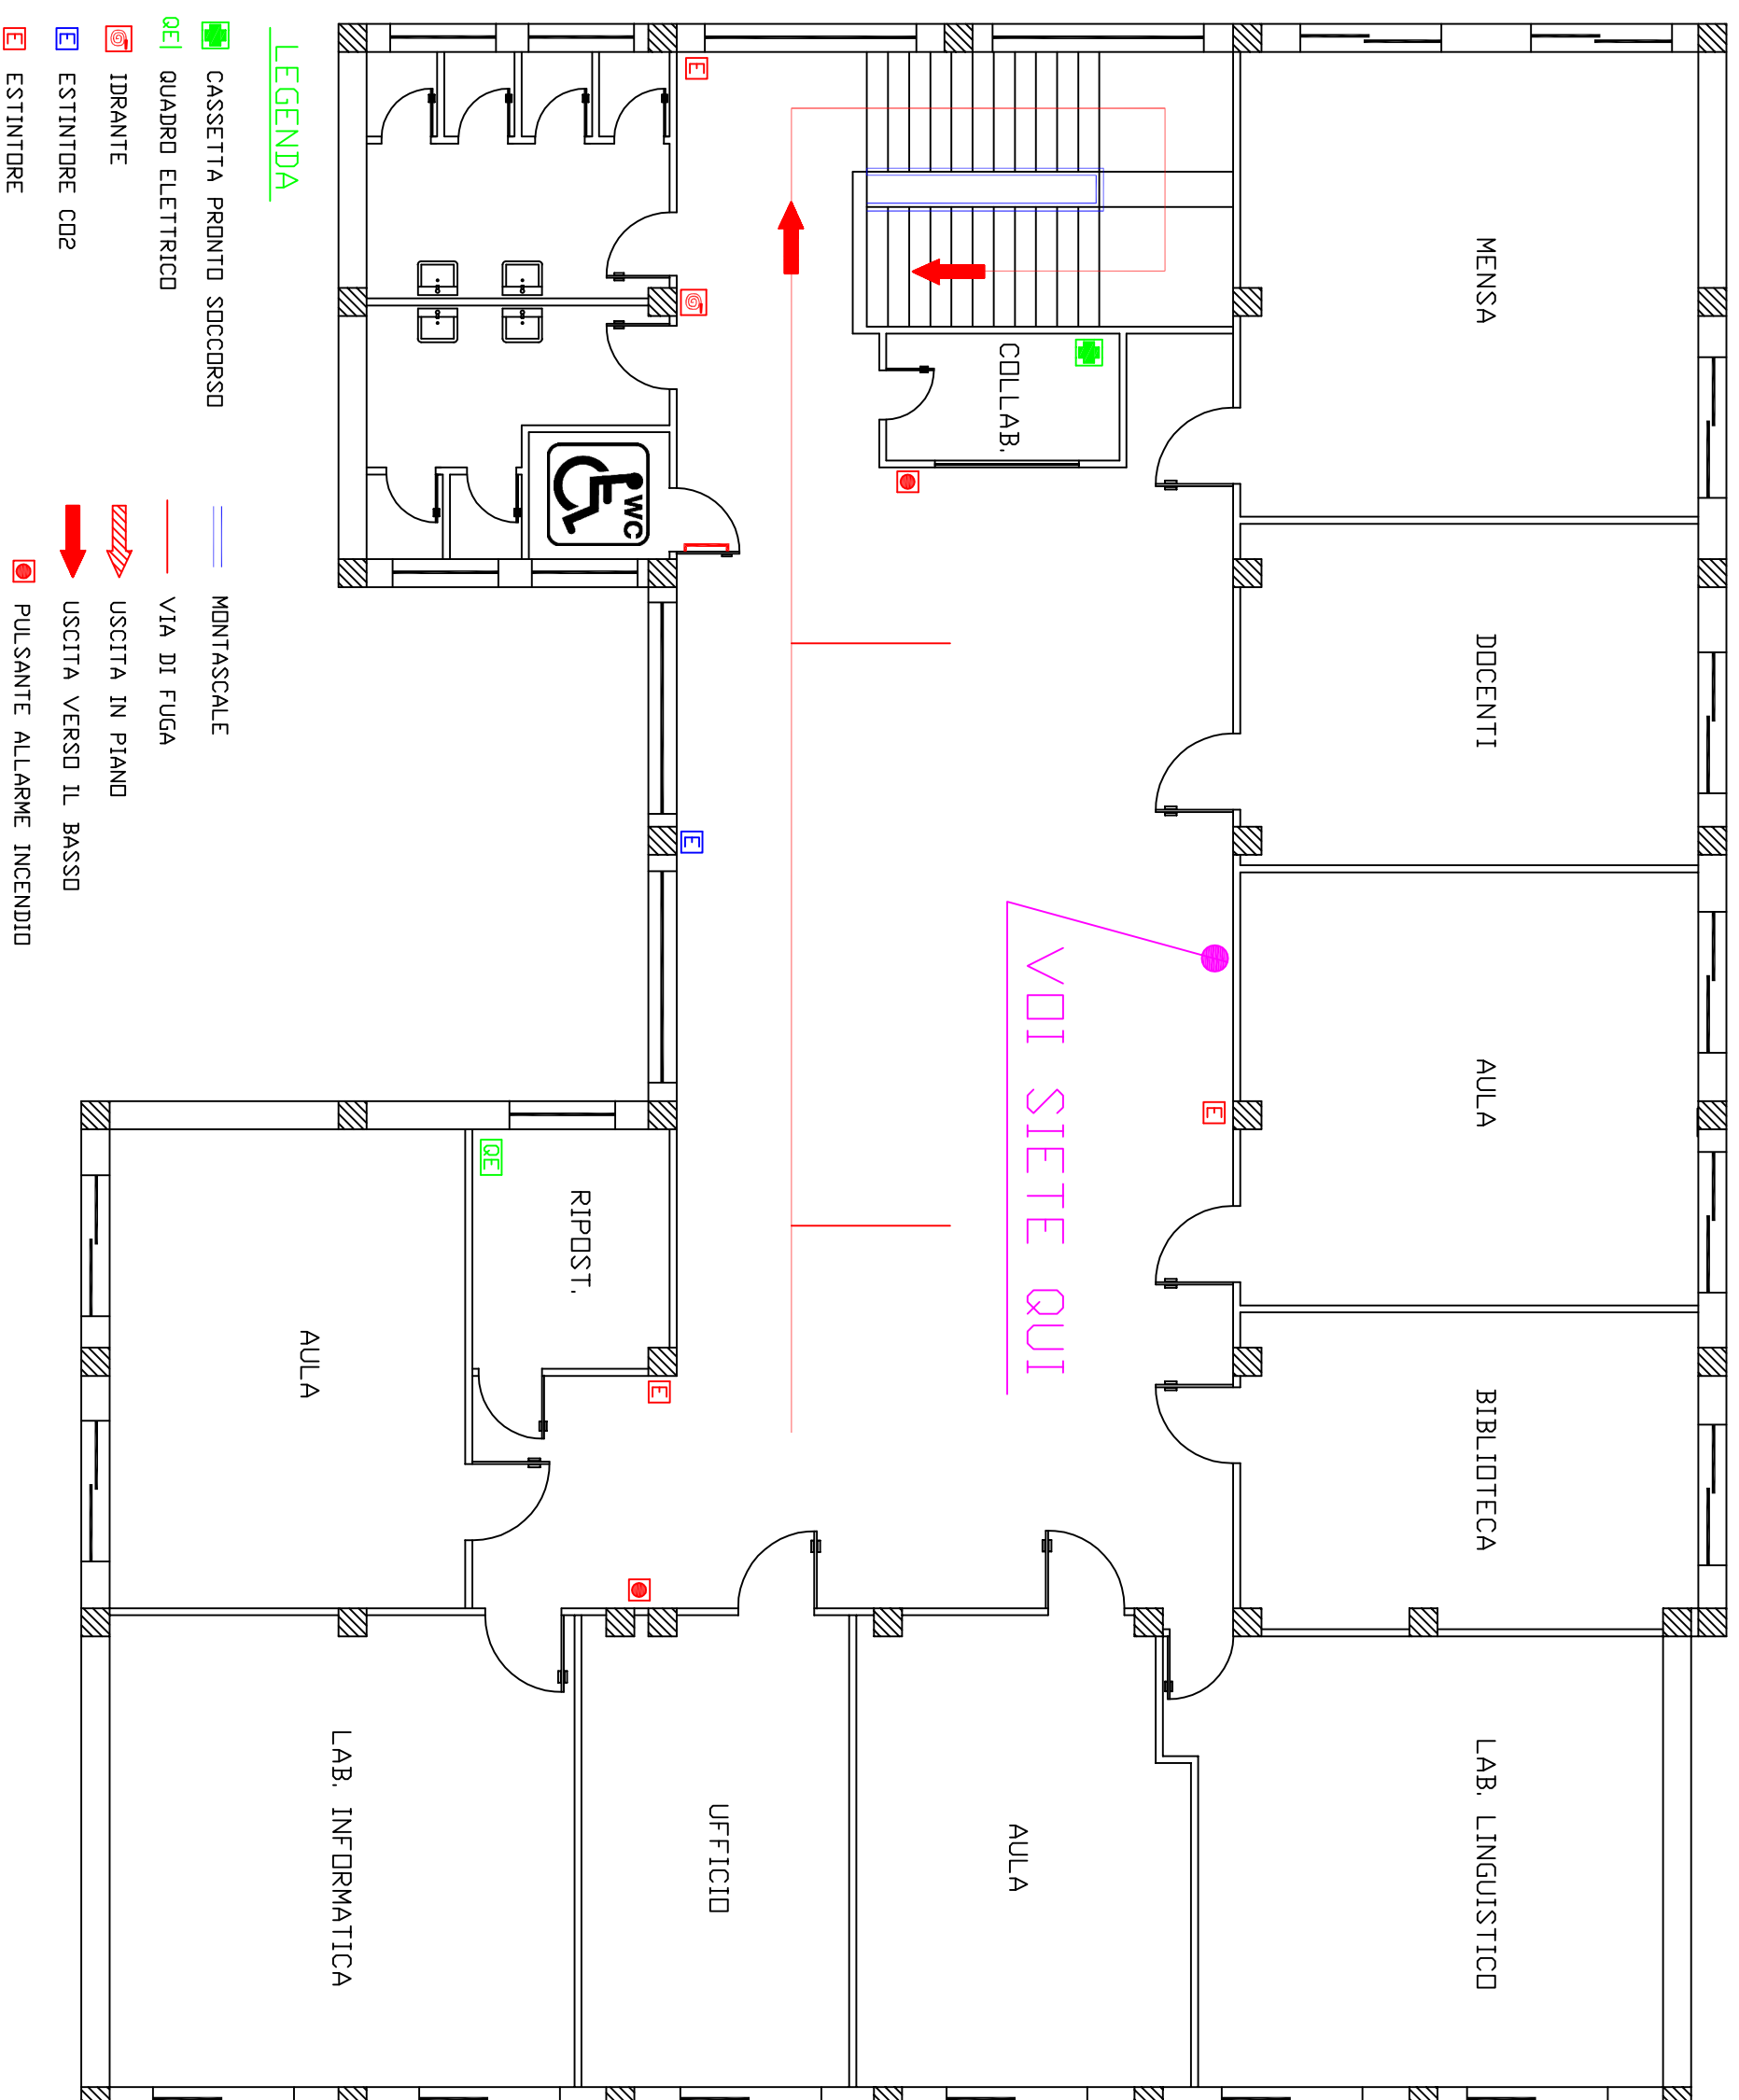 MENSA
DOCENTI
AULA
BIBLIOTECA
LAB. LINGUISTICO
COLLAB.
VOI SIETE QUI
AULA
E
E
E
E
UFFICIO
WC
RIPOST.
QE
AULA
LAB. INFORMATICA
LEGENDA
CASSETTA PRONTO SOCCORSO
QE QUADRO ELETTRICO
IDRANTE
E ESTINTORE CO2
E ESTINTORE
MONTASCALE
VIA DI FUGA
USCITA IN PIANO
USCITA VERSO IL BASSO
PULSANTE ALLARME INCENDIO